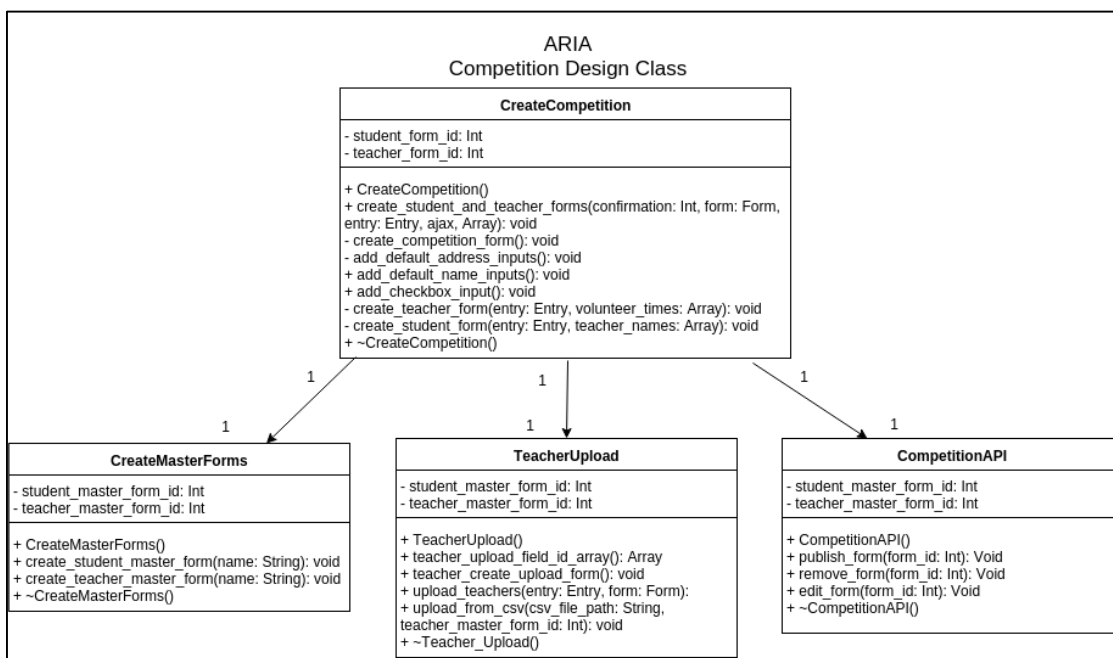 ARIA
Competition Design Class
CreateCompetition
- student_form_id: Int
- teacher_form_id: Int
+ CreateCompetition()
+ create_student_and_teacher_forms(confirmation: Int, form: Form,
entry: Entry, ajax, Array): void
- create_competition_form(): void
- add_default_address_inputs(): void
+ add_default_name_inputs(): void
+ add_checkbox_input(): void
- create_teacher_form(entry: Entry, volunteer_times: Array): void
- create_student_form(entry: Entry, teacher_names: Array): void
+ ~CreateCompetition()
1
1
1
1
1
1
CreateMasterForms
- student_master_form_id: Int
- teacher_master_form_id: Int
+ CreateMasterForms()
+ create_student_master_form(name: String): void
+ create_teacher_master_form(name: String): void
+ ~CreateMasterForms()
TeacherUpload
- student_master_form_id: Int
- teacher_master_form_id: Int
+ TeacherUpload()
+ teacher_upload_field_id_array(): Array
+ teacher_create_upload_form(): void
+ upload_teachers(entry: Entry, form: Form):
+ upload_from_csv(csv_file_path: String,
teacher_master_form_id: Int): void
+ ~Teacher_Upload()
CompetitionAPI
- student_master_form_id: Int
- teacher_master_form_id: Int
+ CompetitionAPI()
+ publish_form(form_id: Int): Void
+ remove_form(form_id: Int): Void
+ edit_form(form_id: Int): Void
+ ~CompetitionAPI()